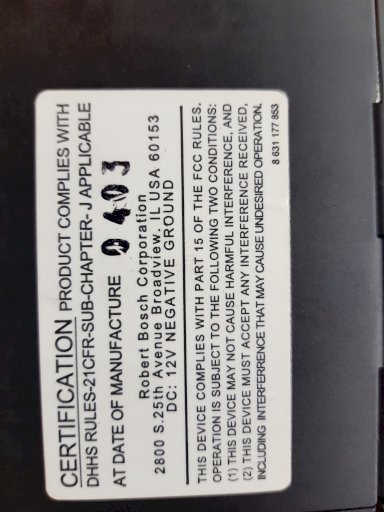 CERTIFICATION PRODUCT COMPLIES WITH
DHHS RULES-21CFR-SUB-CHAPTER- J APPLICABLE
AT DATE OF MANUFACTURE 0403
Robert Bosch Corporation
2800 S.25th Avenue Broadview. IL USA 60153
DC: 12V NEGATIVE GROUND
THIS DEVICE COMPLIES WITH PART 15 OF THE FCC RULES.
OPERATION IS SUBJECT TO THE FOLLOWING TWO CONDITIONS:
(1) THIS DEVICE MAY NOT CAUSE HARMFUL INTERFERENCE, AND
(2) THIS DEVICE MUST ACCEPT ANY INTERFERENCE RECEIVED,
INCLUDING INTERFERRENCE THAT MAY CAUSE UNDESIRED OPERATION.
8 631 177 853